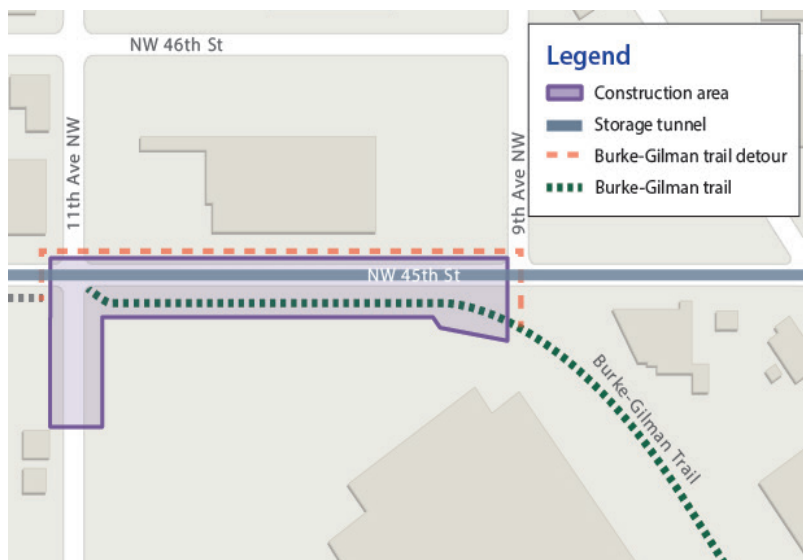 NW 46th St
Legend
Construction area
Storage tunnel
Burke-Gilman trail detour
Burke-Gilman trail
11th Ave NW
9th Ave NW
NW 45th St
Burke-Gilman Trail